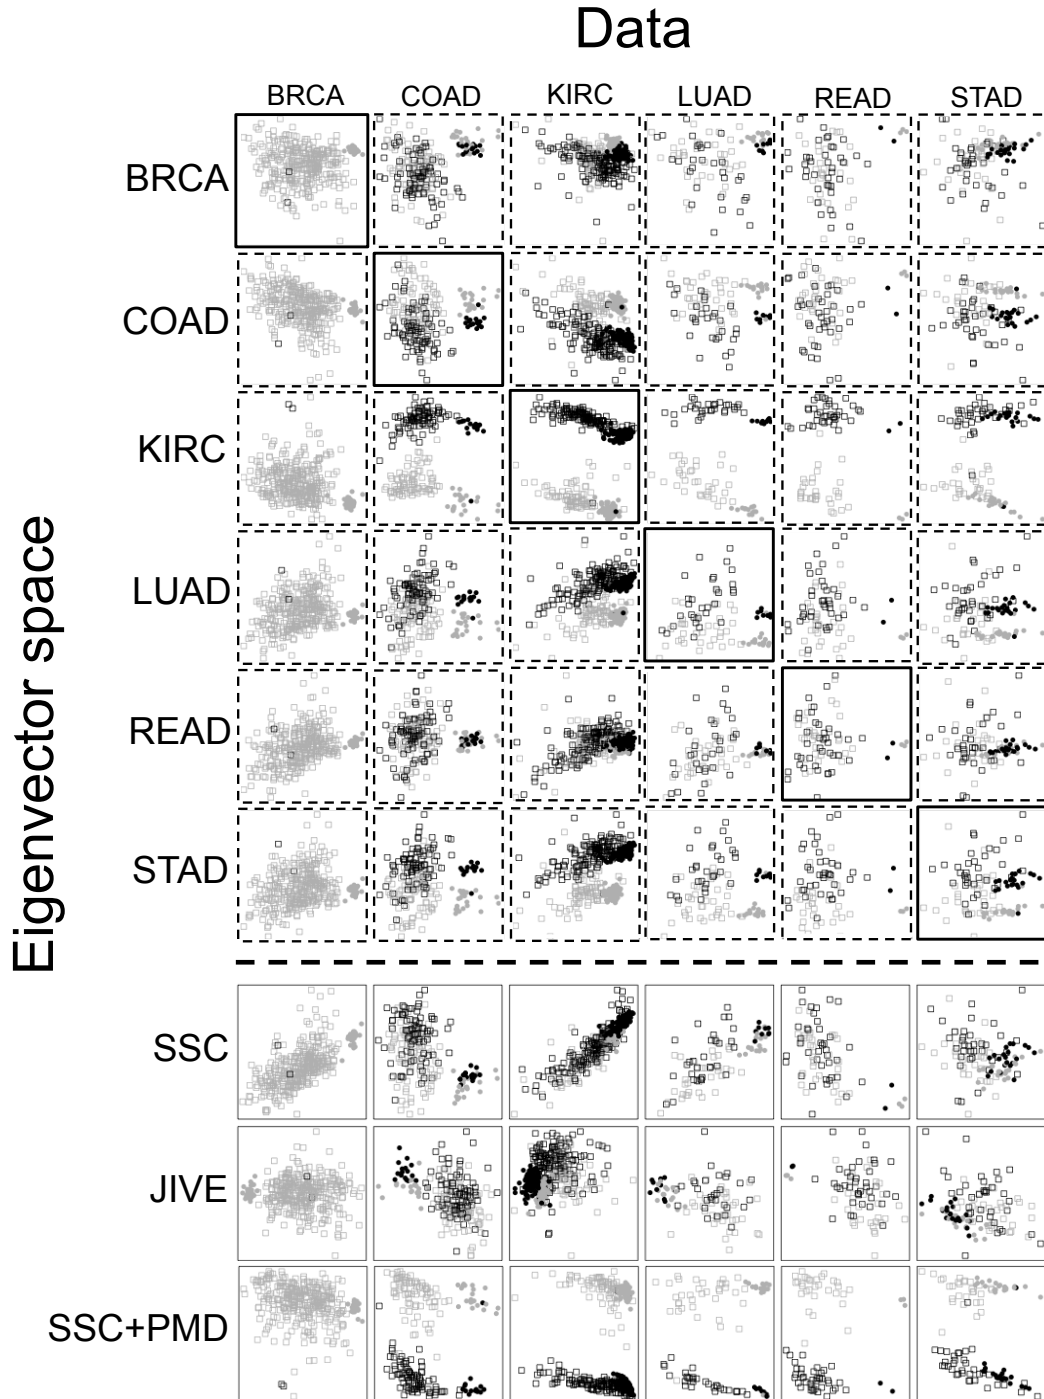 Data
BRCA COAD KIRC LUAD READ STAD
Eigenvector space
BRCA
COAD
KIRC
LUAD
READ
STAD
SSC
JIVE
SSC+PMD